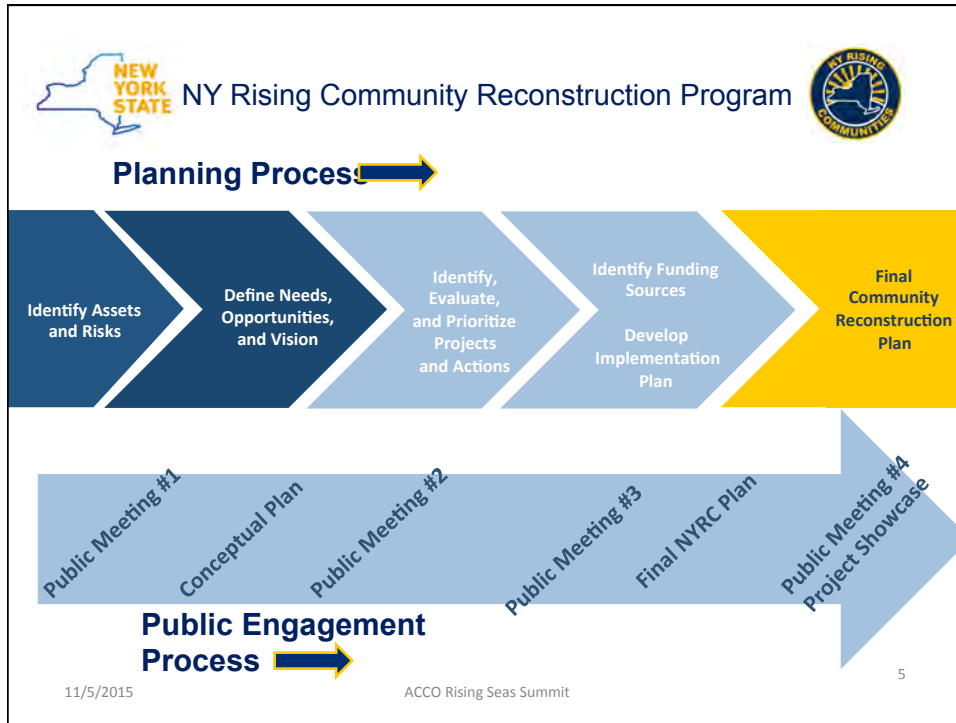 NEW
YORK
STATE
NY Rising Community Reconstruction Program
NY RISING
COMMUNITIES
Planning Process
Identify Assets
and Risks
Define Needs,
Opportunities,
and Vision
Identify,
Evaluate,
and Prioritize
Projects
and Actions
Identify Funding
Sources
Develop
Implementation
Plan
Final
Community
Reconstruction
Plan
Public Meeting #1
Conceptual Plan
Public Meeting #2
Public Meeting #3
Final NYRC Plan
Public Meeting #4
Project Showcase
Public Engagement
Process
11/5/2015
ACCO Rising Seas Summit
5